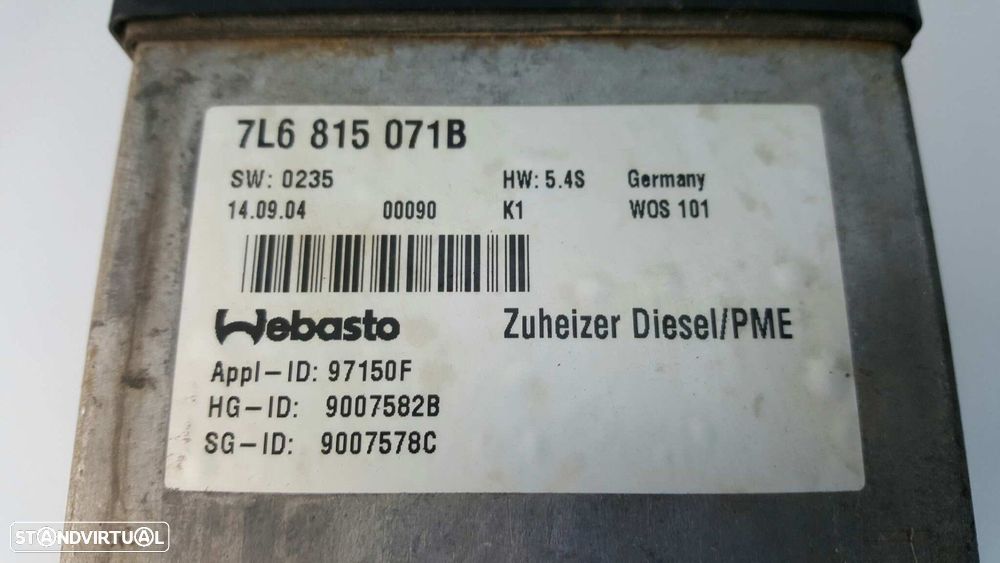 7L6 815 071B
SW: 0235 HW: 5.4S Germany
14.09.04 00090 K1 WOS 101
Webasto Zuheizer Diesel/PME
Appl-ID: 97150F
HG-ID: 9007582B
SG-ID: 9007578C
STANDVIRTUAL